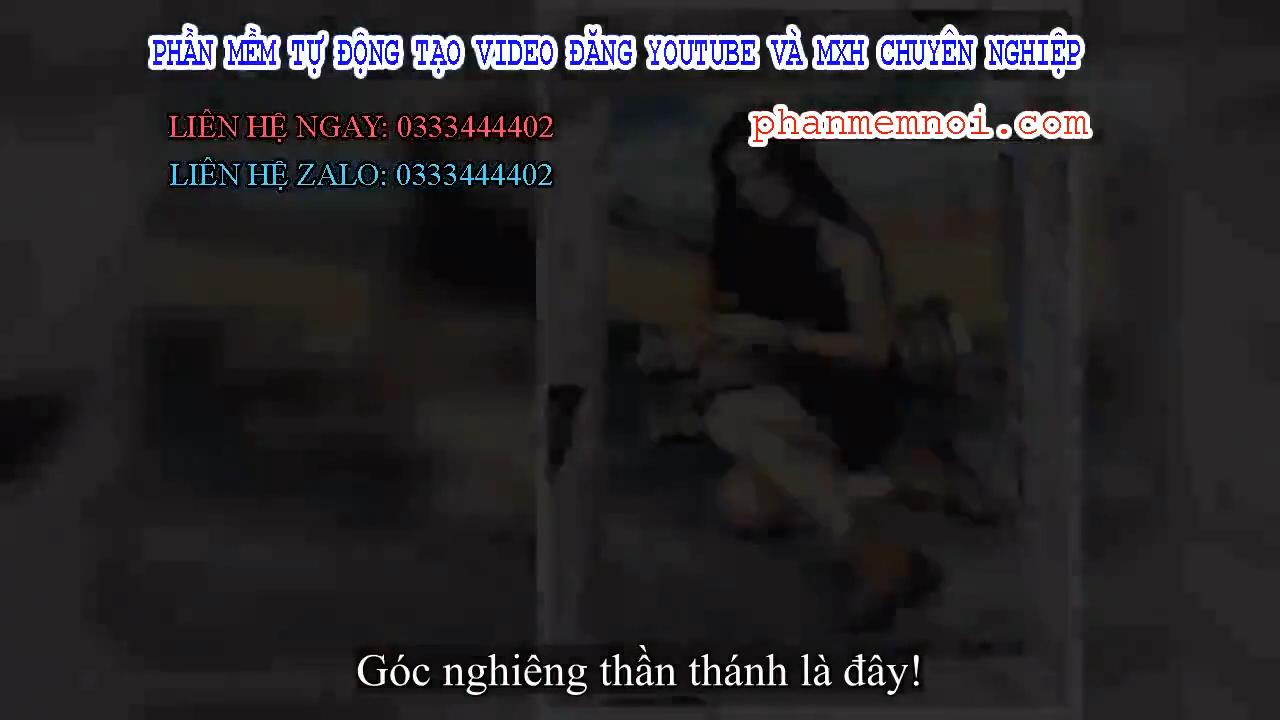 PHẦN MỀM TỰ ĐỘNG TẠO VIDEO ĐĂNG YOUTUBE VÀ MXH CHUYÊN NGHIỆP
LIÊN HỆ NGAY: 0333444402
phanmemnoi.com
LIÊN HỆ ZALO: 0333444402
Góc nghiêng thần thánh là đây!